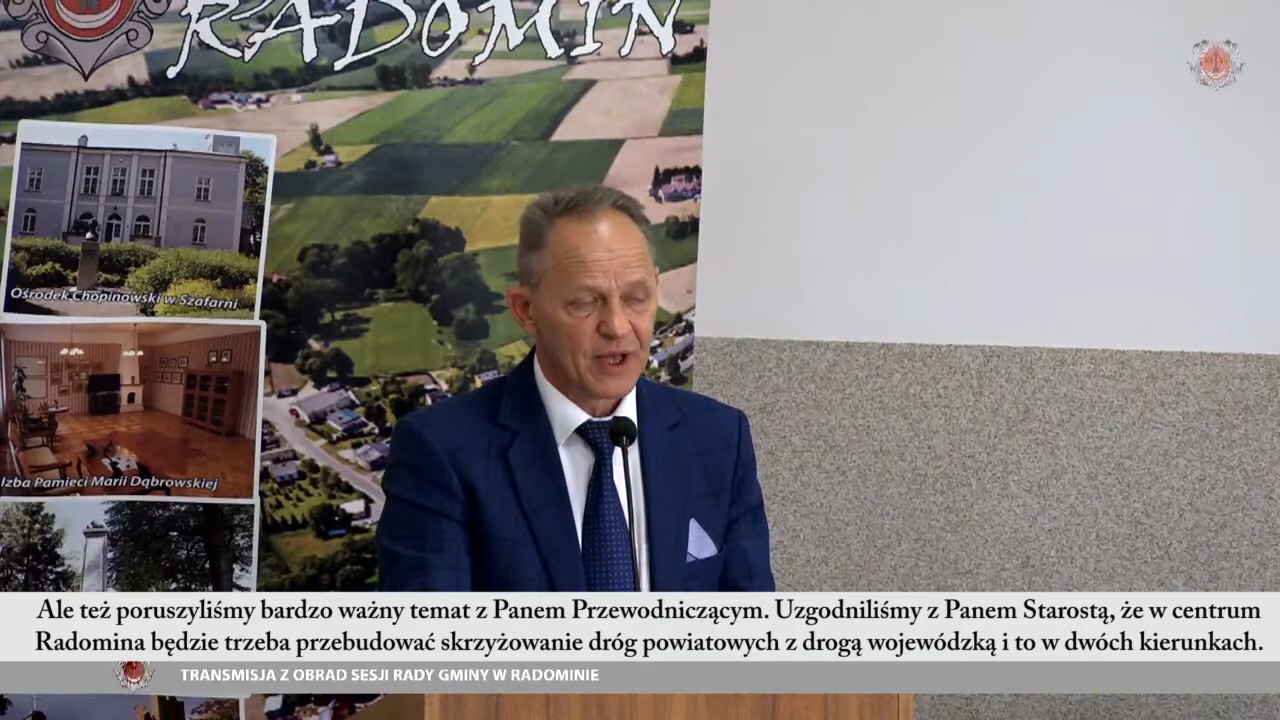 RADOMIN
Ośrodek Chopinowski w Szafarni
Izba Pamięci Marii Dąbrowskiej
Ale też poruszyliśmy bardzo ważny temat z Panem Przewodniczącym. Uzgodniliśmy z Panem Starostą, że w centrum
Radomina będzie trzeba przebudować skrzyżowanie dróg powiatowych z drogą wojewódzką i to w dwóch kierunkach.
TRANSMISJA Z OBRAD SESJI RADY GMINY W RADOMINIE